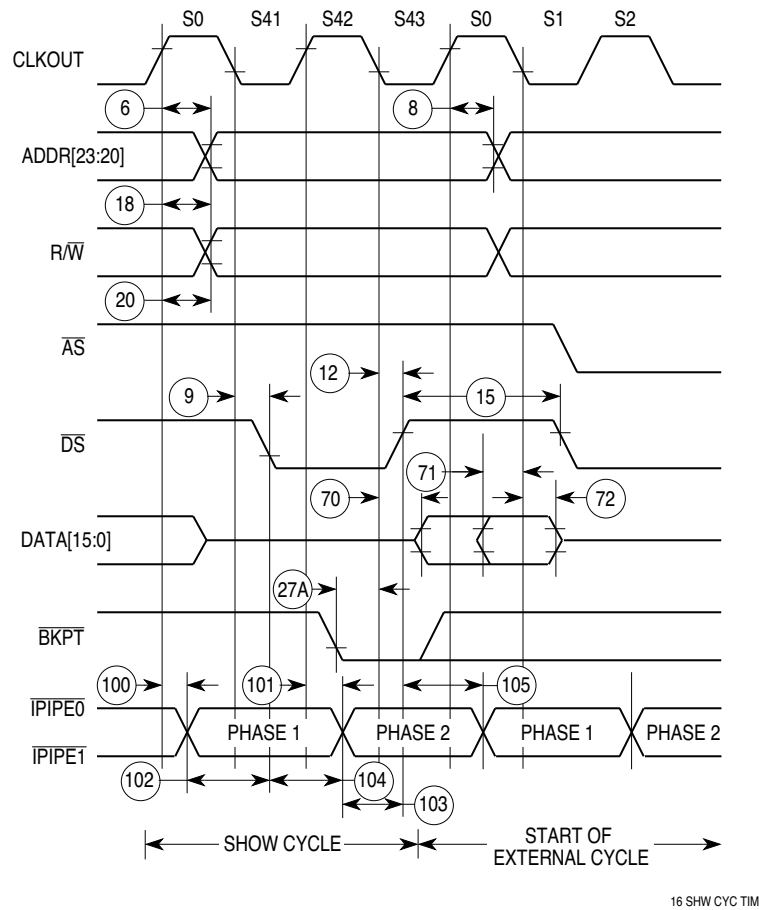 S0 S41 S42 S43 S0 S1 S2
CLKOUT
6 8
ADDR[23:20]
18
R/W
20
AS
12
9 15
DS
71
70 72
DATA[15:0]
27A
BKPT
100 101 105
IPIPE0
PHASE 1 PHASE 2 PHASE 1 PHASE 2
IPIPE1
102 104
103
SHOW CYCLE START OF
EXTERNAL CYCLE
16 SHW CYC TIM